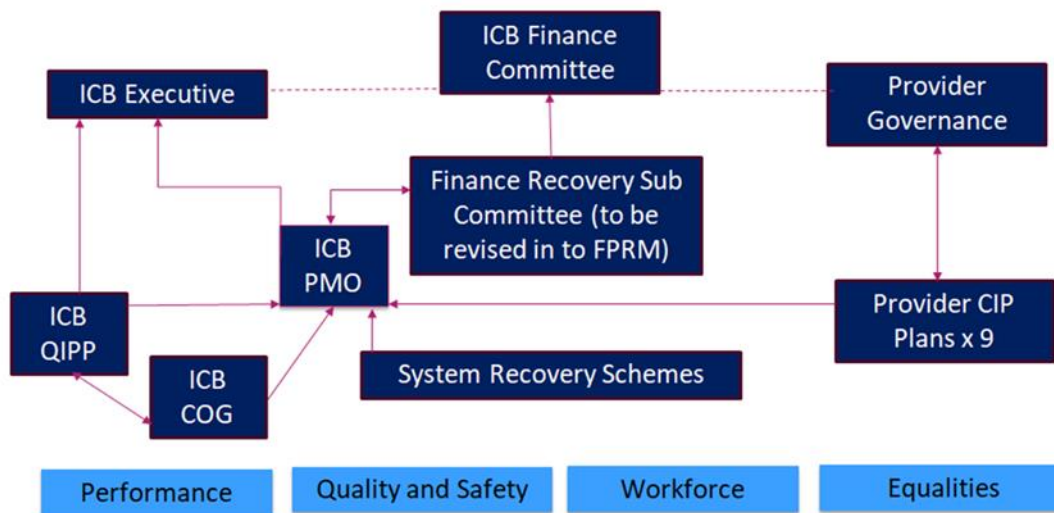 ICB Finance
Committee
ICB Executive
Provider
Governance
Finance Recovery Sub
Committee (to be
revised in to FPRM)
ICB
PMO
ICB
QIPP
Provider CIP
Plans x 9
ICB
COG
System Recovery Schemes
Performance
Quality and Safety
Workforce
Equalities